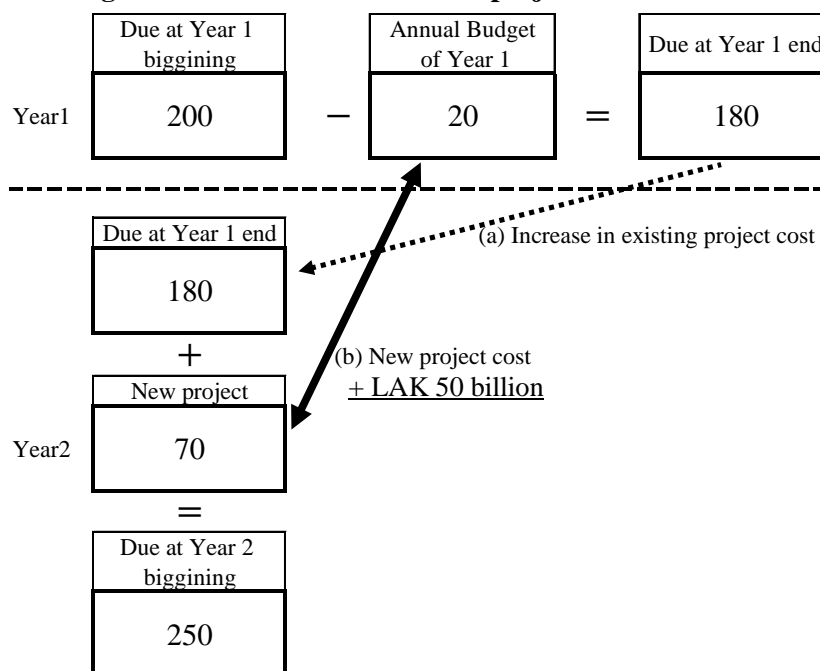 Due at Year 1
biggining
Annual Budget
of Year 1
Due at Year 1 end
Year1
200
−
20
=
180
Due at Year 1 end
(a) Increase in existing project cost
180
+
(b) New project cost
+ LAK 50 billion
New project
Year2
70
=
Due at Year 2
biggining
250